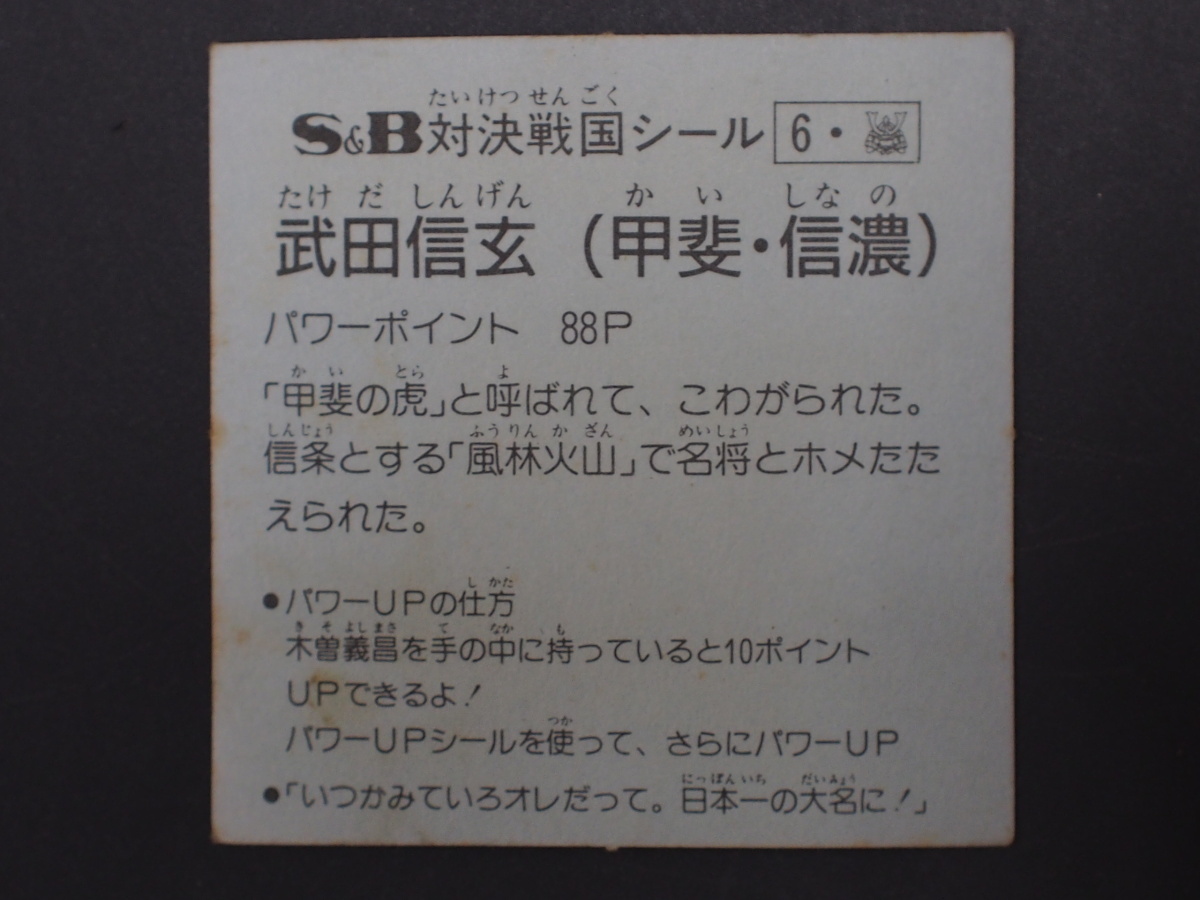 たいけつせんごく
S&B対決戦国シール 6・
たけだしんげん かい しなの
武田信玄（甲斐・信濃）
パワーポイント 88P
かい とら よ
「甲斐の虎」と呼ばれて、こわがられた。
しんじょう ふうりんかざん めいしょう
信条とする「風林火山」で名将とホメたた
えられた。
しかた
●パワーUPの仕方
きそよしまさ て なか も
木曽義昌を手の中に持っていると10ポイント
UPできるよ！
つか
パワーUPシールを使って、さらにパワーUP
にっぽんいち だいみょう
●「いつかみていろオレだって。日本一の大名に！」